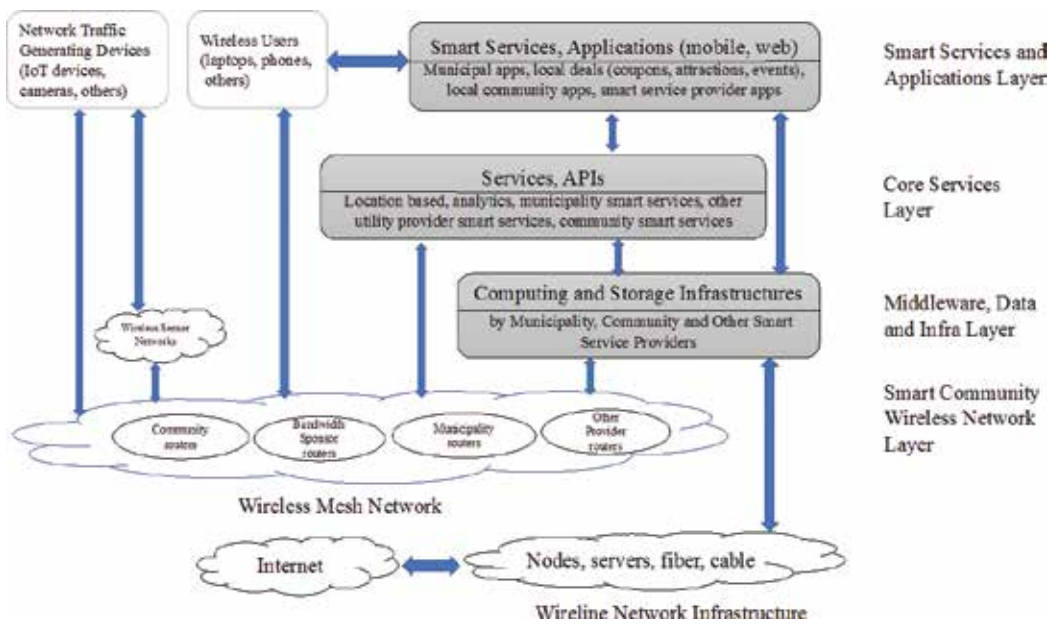 Network Traffic
Generating Devices
(IoT devices,
cameras, others)
Wireless Users
(laptops, phones,
others)
Smart Services, Applications (mobile, web)
Municipal apps, local deals (coupons, attractions, events),
local community apps, smart service provider apps
Smart Services and
Applications Layer
Services, APIs
Location based, analytics, municipality smart services, other
utility provider smart services, community smart services
Core Services
Layer
Computing and Storage Infrastructures
by Municipality, Community and Other Smart
Service Providers
Middleware, Data
and Infra Layer
Wireless Sensor
Networks
Smart Community
Wireless Network
Layer
Community
routers
Bandwidth
Sponsor
routers
Municipality
routers
Other
Provider
routers
Wireless Mesh Network
Internet
Nodes, servers, fiber, cable
Wireline Network Infrastructure